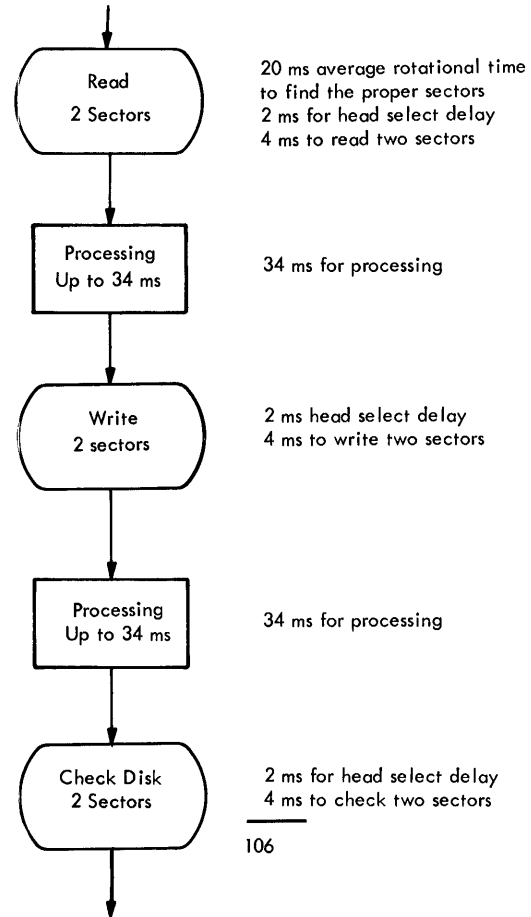 Read
2 Sectors
20 ms average rotational time
to find the proper sectors
2 ms for head select delay
4 ms to read two sectors
Processing
Up to 34 ms
34 ms for processing
Write
2 sectors
2 ms head select delay
4 ms to write two sectors
Processing
Up to 34 ms
34 ms for processing
Check Disk
2 Sectors
2 ms for head select delay
4 ms to check two sectors
106